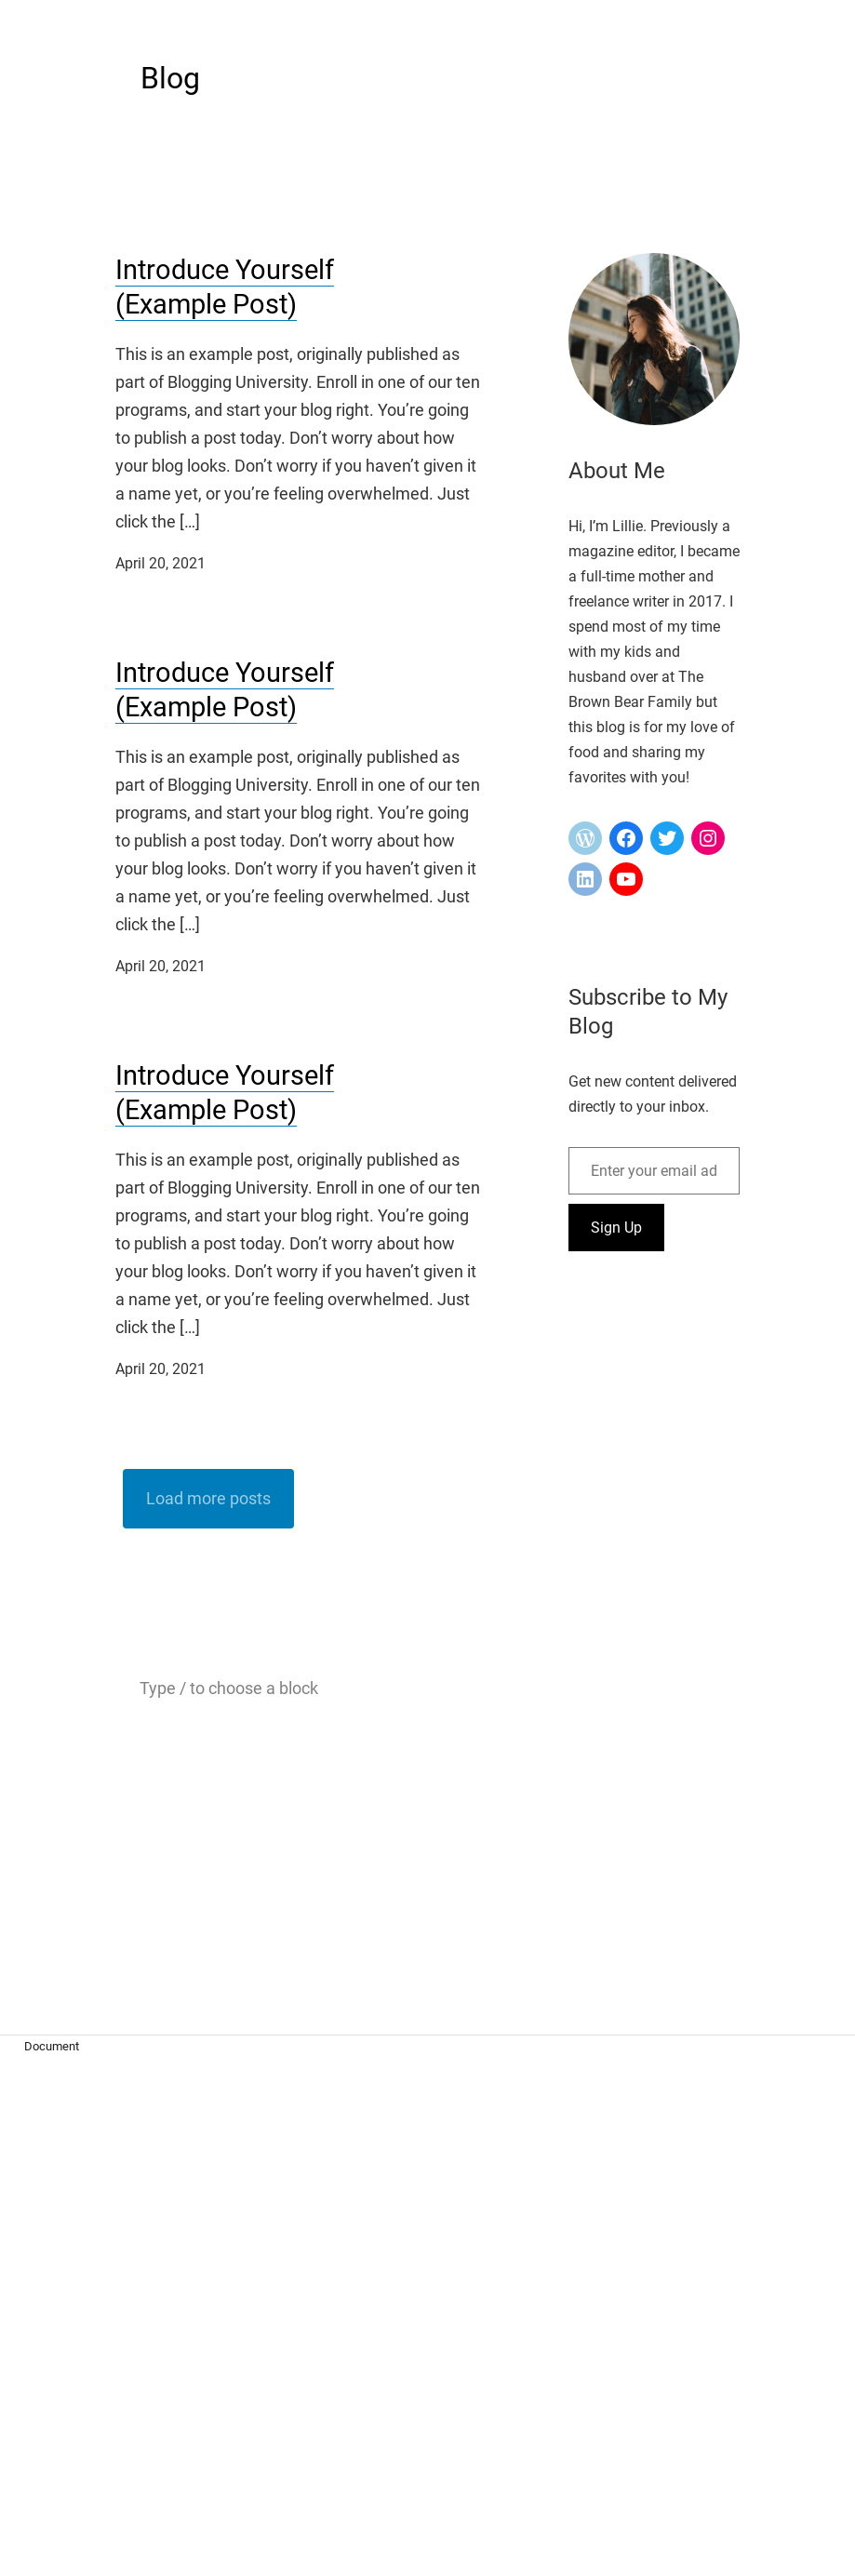 Blog
Introduce Yourself
(Example Post)
This is an example post, originally published as
part of Blogging University. Enroll in one of our ten
programs, and start your blog right. You’re going
to publish a post today. Don’t worry about how
your blog looks. Don’t worry if you haven’t given it
a name yet, or you’re feeling overwhelmed. Just
click the […]
April 20, 2021
Introduce Yourself
(Example Post)
This is an example post, originally published as
part of Blogging University. Enroll in one of our ten
programs, and start your blog right. You’re going
to publish a post today. Don’t worry about how
your blog looks. Don’t worry if you haven’t given it
a name yet, or you’re feeling overwhelmed. Just
click the […]
April 20, 2021
Introduce Yourself
(Example Post)
This is an example post, originally published as
part of Blogging University. Enroll in one of our ten
programs, and start your blog right. You’re going
to publish a post today. Don’t worry about how
your blog looks. Don’t worry if you haven’t given it
a name yet, or you’re feeling overwhelmed. Just
click the […]
April 20, 2021
Load more posts
About Me
Hi, I’m Lillie. Previously a
magazine editor, I became
a full-time mother and
freelance writer in 2017. I
spend most of my time
with my kids and
husband over at The
Brown Bear Family but
this blog is for my love of
food and sharing my
favorites with you!
Subscribe to My
Blog
Get new content delivered
directly to your inbox.
Enter your email ad
Sign Up
Type / to choose a block
Document